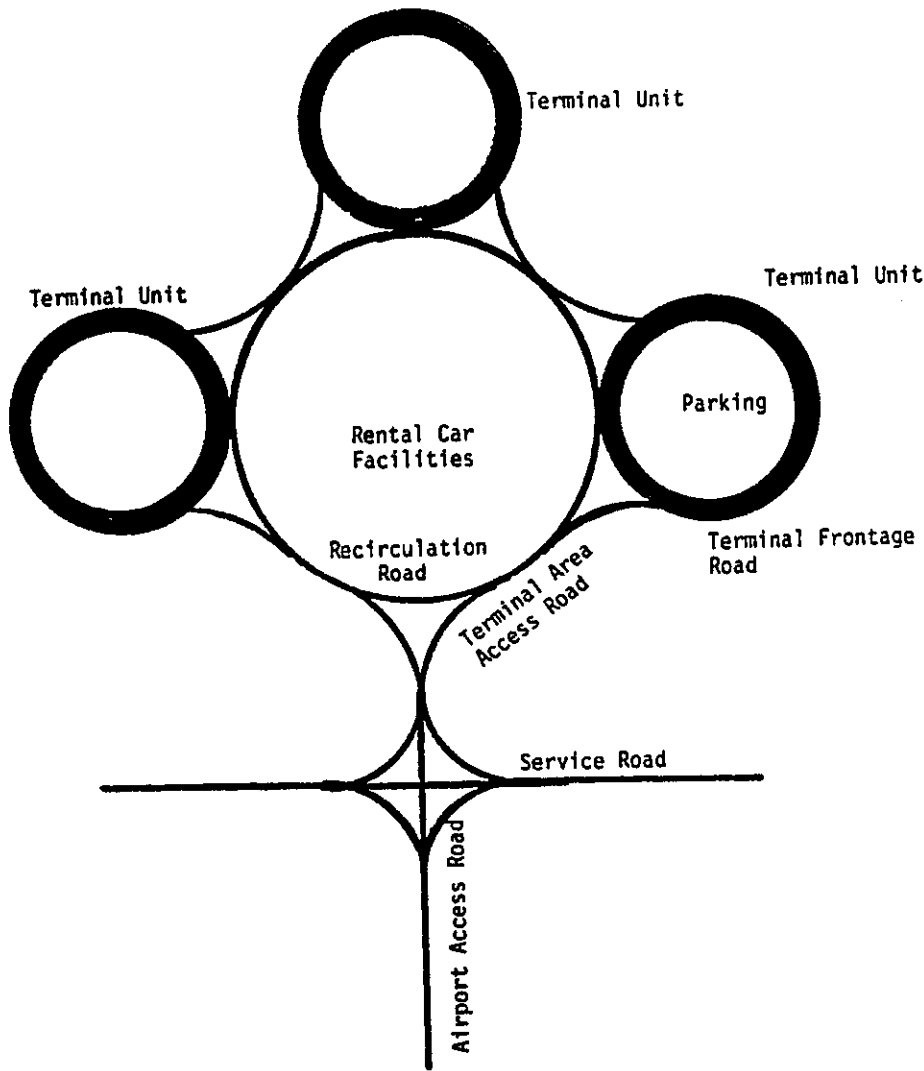 Terminal Unit
Terminal Unit
Terminal Unit
Parking
Rental Car
Facilities
Recirculation
Road
Terminal Frontage
Road
Terminal Area
Access Road
Service Road
Airport Access Road